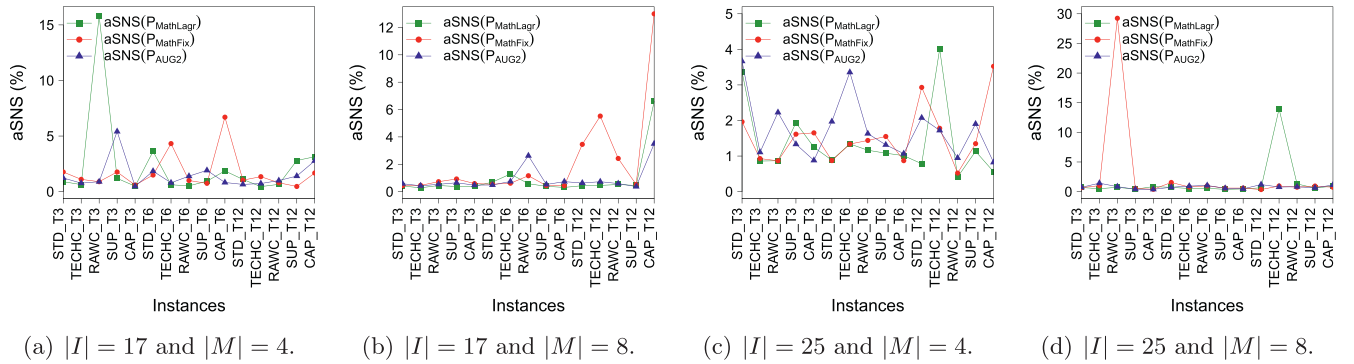 aSNS(P_MathLagr)
aSNS(P_MathFix)
aSNS(P_AUG2)
aSNS (%)
15
10
5
0
STD_T3
TECHC_T3
RAWC_T3
SUP_T3
CAP_T3
STD_T6
TECHC_T6
RAWC_T6
SUP_T6
CAP_T6
STD_T12
TECHC_T12
RAWC_T12
SUP_T12
CAP_T12
Instances
(a) |I| = 17 and |M| = 4.
aSNS(P_MathLagr)
aSNS(P_MathFix)
aSNS(P_AUG2)
aSNS (%)
12
10
8
6
4
2
0
STD_T3
TECHC_T3
RAWC_T3
SUP_T3
CAP_T3
STD_T6
TECHC_T6
RAWC_T6
SUP_T6
CAP_T6
STD_T12
TECHC_T12
RAWC_T12
SUP_T12
CAP_T12
Instances
(b) |I| = 17 and |M| = 8.
aSNS(P_MathLagr)
aSNS(P_MathFix)
aSNS(P_AUG2)
aSNS (%)
5
4
3
2
1
0
STD_T3
TECHC_T3
RAWC_T3
SUP_T3
CAP_T3
STD_T6
TECHC_T6
RAWC_T6
SUP_T6
CAP_T6
STD_T12
TECHC_T12
RAWC_T12
SUP_T12
CAP_T12
Instances
(c) |I| = 25 and |M| = 4.
aSNS(P_MathLagr)
aSNS(P_MathFix)
aSNS(P_AUG2)
aSNS (%)
30
25
20
15
10
5
0
STD_T3
TECHC_T3
RAWC_T3
SUP_T3
CAP_T3
STD_T6
TECHC_T6
RAWC_T6
SUP_T6
CAP_T6
STD_T12
TECHC_T12
RAWC_T12
SUP_T12
CAP_T12
Instances
(d) |I| = 25 and |M| = 8.